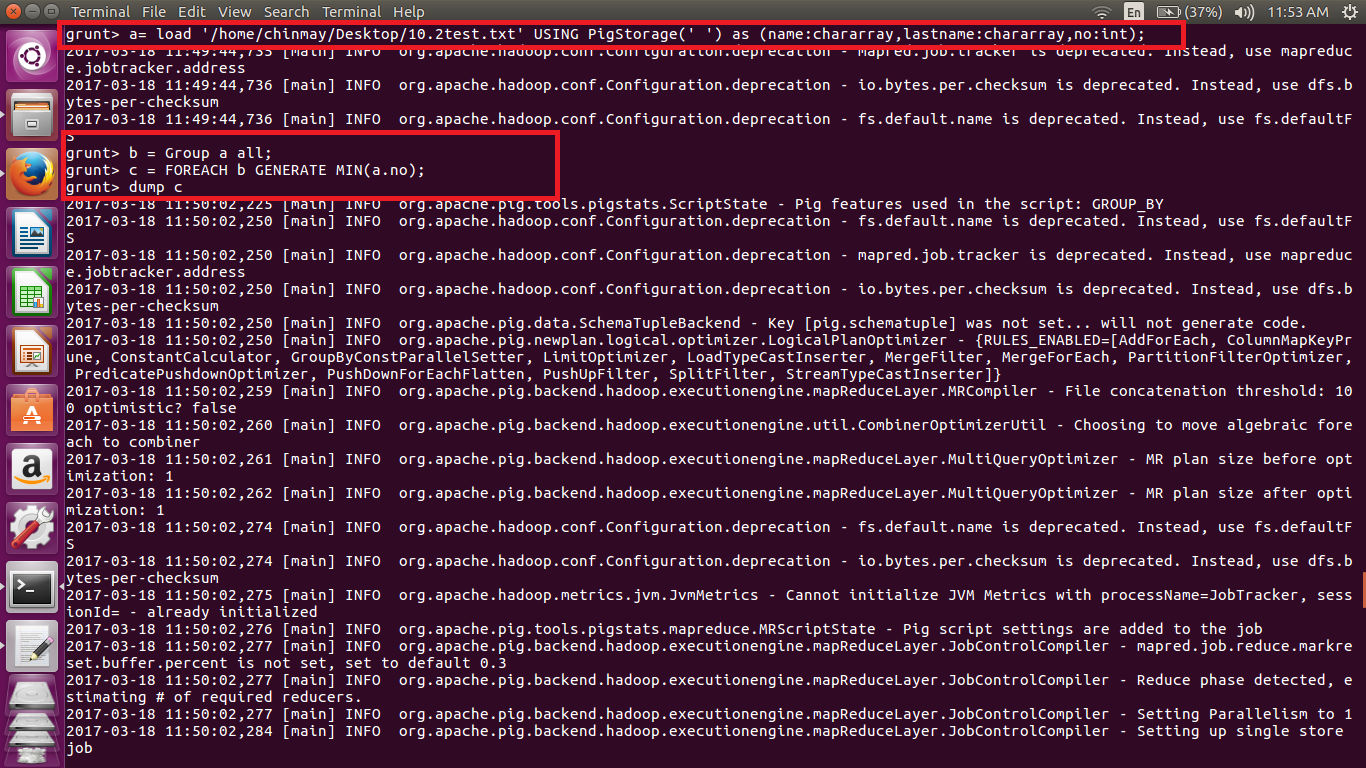 Terminal File Edit View Search Terminal Help En (37%) 11:53 AM
grunt> a= load '/home/chinmay/Desktop/10.2test.txt' USING PigStorage(' ') as (name:chararray,lastname:chararray,no:int);
2017-03-18 11:49:44,735 [main] INFO  org.apache.hadoop.conf.Configuration.deprecation - mapred.job.tracker is deprecated. Instead, use mapreduc
e.jobtracker.address
2017-03-18 11:49:44,736 [main] INFO  org.apache.hadoop.conf.Configuration.deprecation - io.bytes.per.checksum is deprecated. Instead, use dfs.b
ytes-per-checksum
2017-03-18 11:49:44,736 [main] INFO  org.apache.hadoop.conf.Configuration.deprecation - fs.default.name is deprecated. Instead, use fs.defaultF
S
grunt> b = Group a all;
grunt> c = FOREACH b GENERATE MIN(a.no);
grunt> dump c
2017-03-18 11:50:02,225 [main] INFO  org.apache.pig.tools.pigstats.ScriptState - Pig features used in the script: GROUP_BY
2017-03-18 11:50:02,250 [main] INFO  org.apache.hadoop.conf.Configuration.deprecation - fs.default.name is deprecated. Instead, use fs.defaultF
S
2017-03-18 11:50:02,250 [main] INFO  org.apache.hadoop.conf.Configuration.deprecation - mapred.job.tracker is deprecated. Instead, use mapreduc
e.jobtracker.address
2017-03-18 11:50:02,250 [main] INFO  org.apache.hadoop.conf.Configuration.deprecation - io.bytes.per.checksum is deprecated. Instead, use dfs.b
ytes-per-checksum
2017-03-18 11:50:02,250 [main] INFO  org.apache.pig.data.SchemaTupleBackend - Key [pig.schematuple] was not set... will not generate code.
2017-03-18 11:50:02,250 [main] INFO  org.apache.pig.newplan.logical.optimizer.LogicalPlanOptimizer - {RULES_ENABLED=[AddForEach, ColumnMapKeyPr
une, ConstantCalculator, GroupByConstParallelSetter, LimitOptimizer, LoadTypeCastInserter, MergeFilter, MergeForEach, PartitionFilterOptimizer,
 PredicatePushdownOptimizer, PushDownForEachFlatten, PushUpFilter, SplitFilter, StreamTypeCastInserter]}
2017-03-18 11:50:02,259 [main] INFO  org.apache.pig.backend.hadoop.executionengine.mapReduceLayer.MRCompiler - File concatenation threshold: 10
0 optimistic? false
2017-03-18 11:50:02,260 [main] INFO  org.apache.pig.backend.hadoop.executionengine.util.CombinerOptimizerUtil - Choosing to move algebraic fore
ach to combiner
2017-03-18 11:50:02,261 [main] INFO  org.apache.pig.backend.hadoop.executionengine.mapReduceLayer.MultiQueryOptimizer - MR plan size before opt
imization: 1
2017-03-18 11:50:02,262 [main] INFO  org.apache.pig.backend.hadoop.executionengine.mapReduceLayer.MultiQueryOptimizer - MR plan size after opti
mization: 1
2017-03-18 11:50:02,274 [main] INFO  org.apache.hadoop.conf.Configuration.deprecation - fs.default.name is deprecated. Instead, use fs.defaultF
S
2017-03-18 11:50:02,274 [main] INFO  org.apache.hadoop.conf.Configuration.deprecation - io.bytes.per.checksum is deprecated. Instead, use dfs.b
ytes-per-checksum
2017-03-18 11:50:02,275 [main] INFO  org.apache.hadoop.metrics.jvm.JvmMetrics - Cannot initialize JVM Metrics with processName=JobTracker, sess
ionId= - already initialized
2017-03-18 11:50:02,276 [main] INFO  org.apache.pig.tools.pigstats.mapreduce.MRScriptState - Pig script settings are added to the job
2017-03-18 11:50:02,277 [main] INFO  org.apache.pig.backend.hadoop.executionengine.mapReduceLayer.JobControlCompiler - mapred.job.reduce.markre
set.buffer.percent is not set, set to default 0.3
2017-03-18 11:50:02,277 [main] INFO  org.apache.pig.backend.hadoop.executionengine.mapReduceLayer.JobControlCompiler - Reduce phase detected, e
stimating # of required reducers.
2017-03-18 11:50:02,277 [main] INFO  org.apache.pig.backend.hadoop.executionengine.mapReduceLayer.JobControlCompiler - Setting Parallelism to 1
2017-03-18 11:50:02,284 [main] INFO  org.apache.pig.backend.hadoop.executionengine.mapReduceLayer.JobControlCompiler - Setting up single store 
job